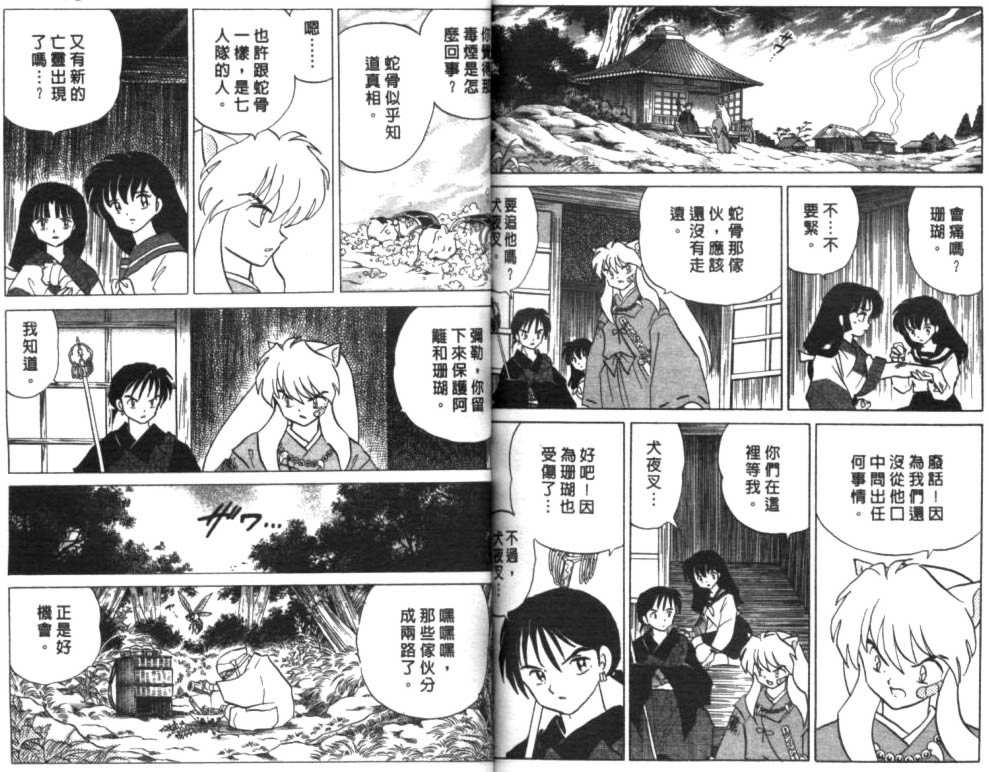 會痛嗎？
珊瑚。
不…不
要緊。
蛇骨那傢
伙，應該
還沒有走
遠。
要追他嗎？
犬夜叉。
廢話！因
為我們還
沒從他口
中問出任
何事情。
你們在這
裡等我。
犬夜叉…
好吧！因
為珊瑚也
受傷了…
不過，
犬夜叉…
你覺得那
毒煙是怎
麼回事？
蛇骨似乎知
道真相。
嗯……
也許跟蛇骨
一樣，是七
人隊的人。
又有新的
亡靈出現
了嗎…？
彌勒，你留
下來保護阿
籬和珊瑚。
我知道。
ザワ…
嘿嘿嘿，
那些傢伙分
成兩路了。
正是好
機會。